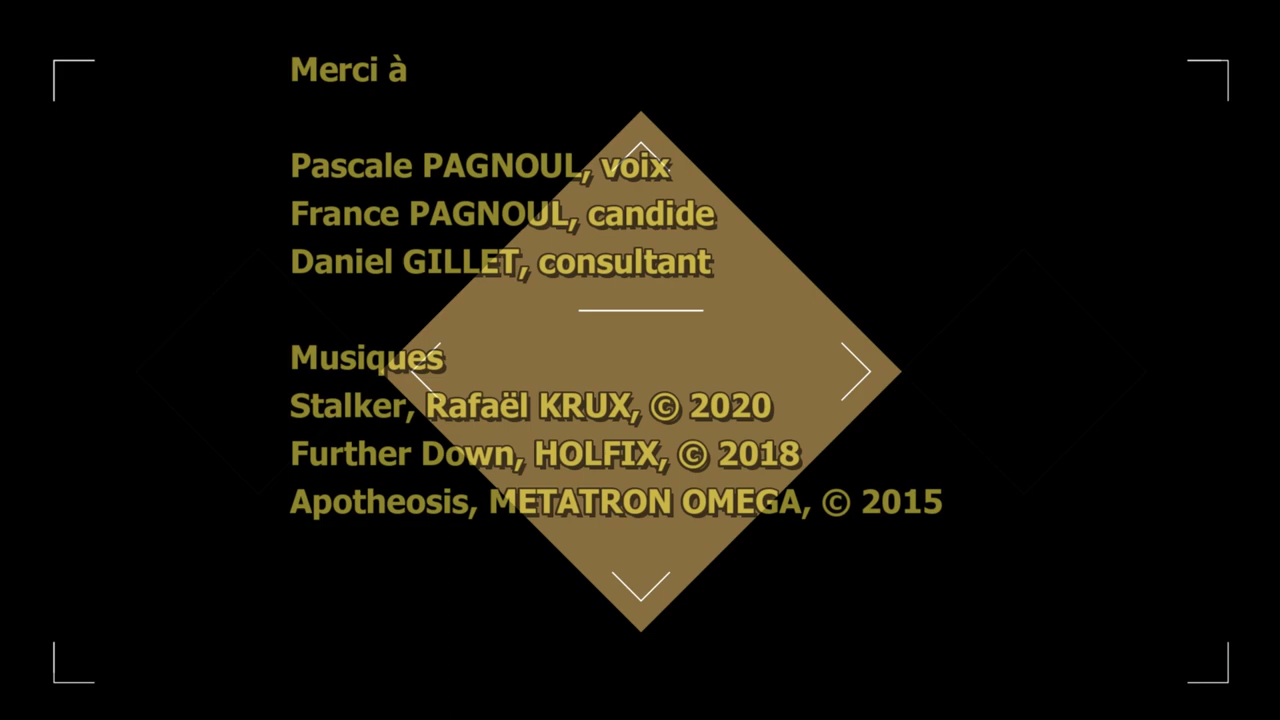 Merci à
Pascale PAGNOUL, voix
France PAGNOUL, candide
Daniel GILLET, consultant
Musiques
Stalker, Rafaël KRUX, © 2020
Further Down, HOLFIX, © 2018
Apotheosis, METATRON OMEGA, © 2015